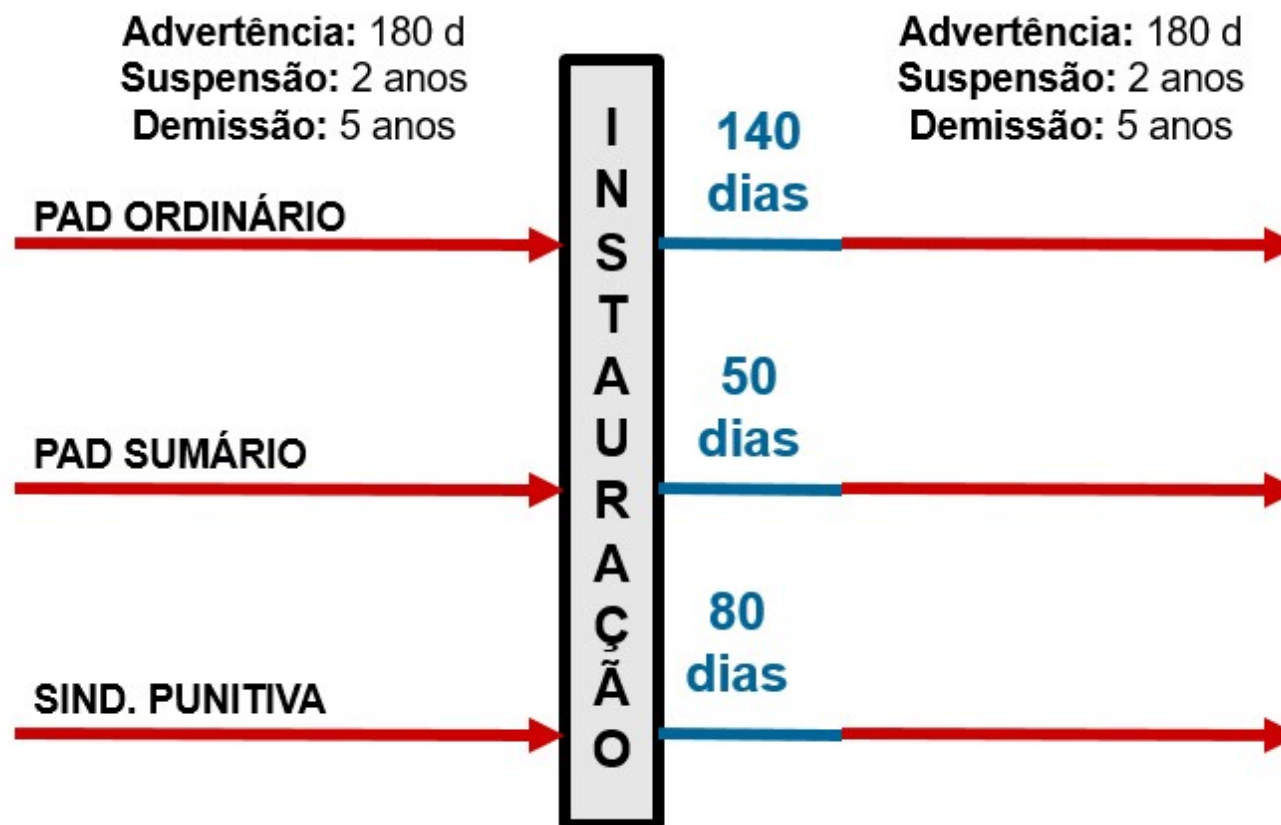 Advertência: 180 d
Suspensão: 2 anos
Demissão: 5 anos
Advertência: 180 d
Suspensão: 2 anos
Demissão: 5 anos
I
N
S
T
A
U
R
A
Ç
Ã
O
PAD ORDINÁRIO
140
dias
PAD SUMÁRIO
50
dias
SIND. PUNITIVA
80
dias